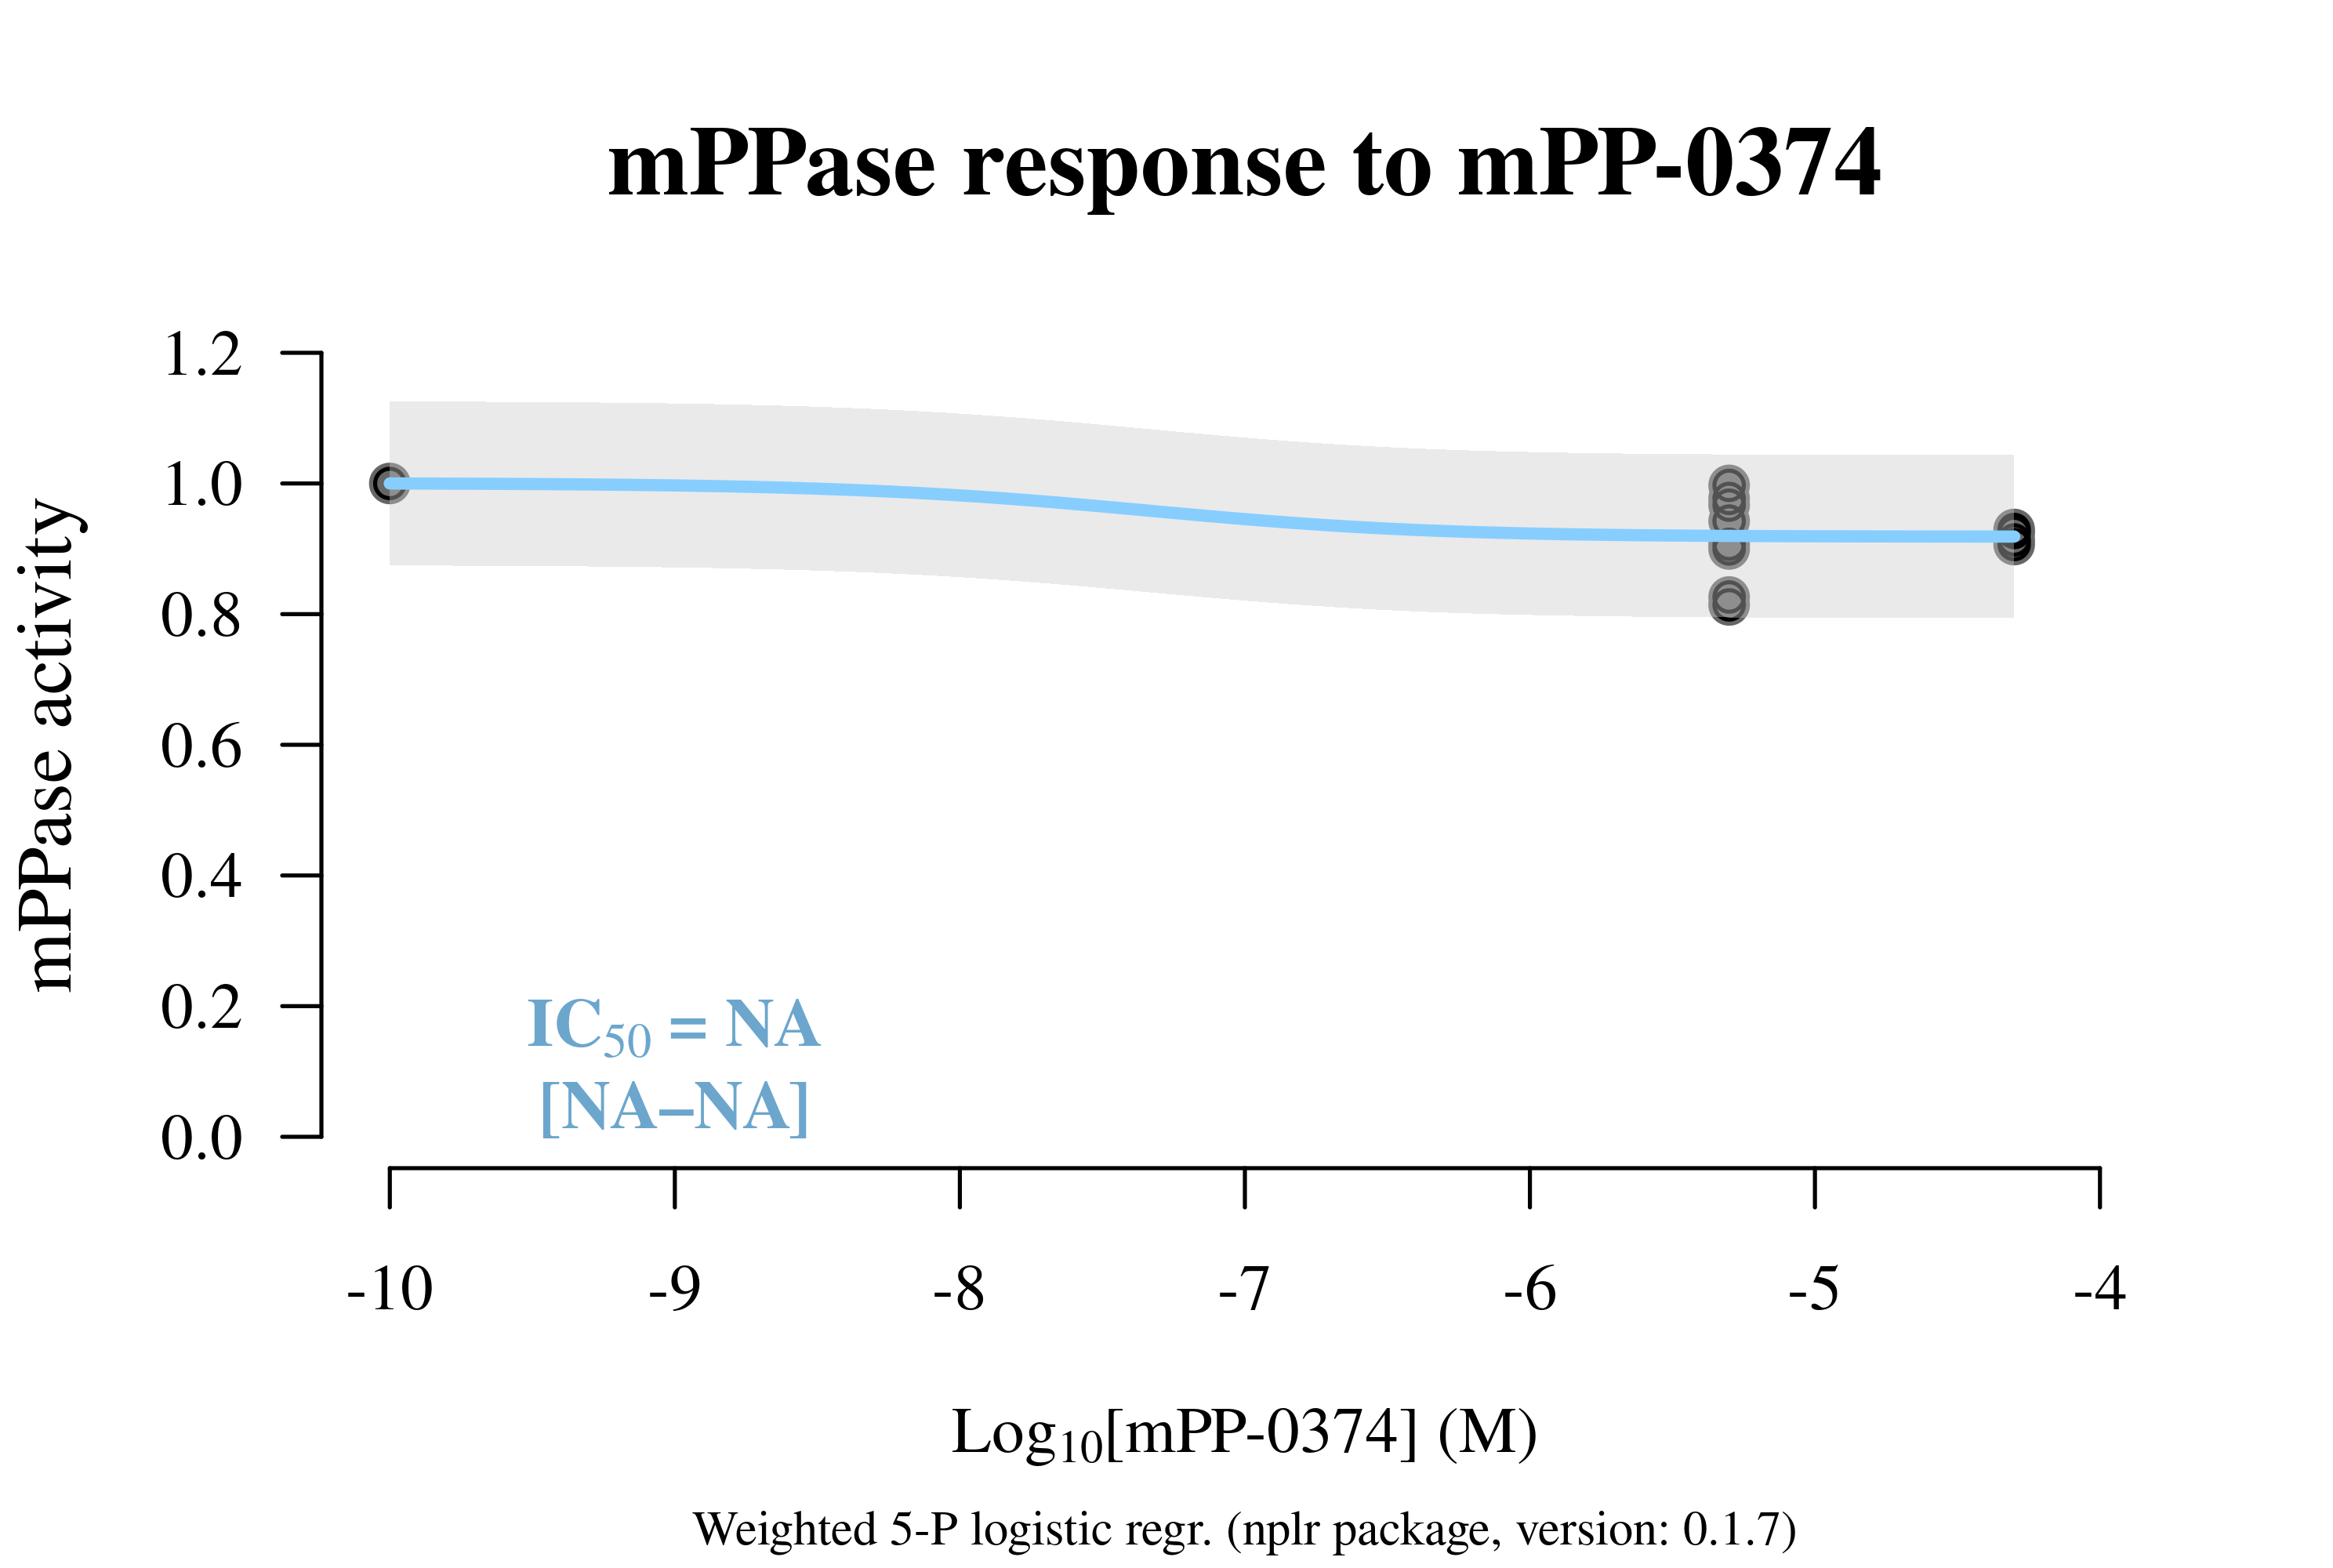 mPPase response to mPP-0374
mPPase activity
1.2
1.0
0.8
0.6
0.4
0.2
0.0
IC50 = NA
[NA–NA]
-10 -9 -8 -7 -6 -5 -4
Log10[mPP-0374] (M)
Weighted 5-P logistic regr. (nplr package, version: 0.1.7)